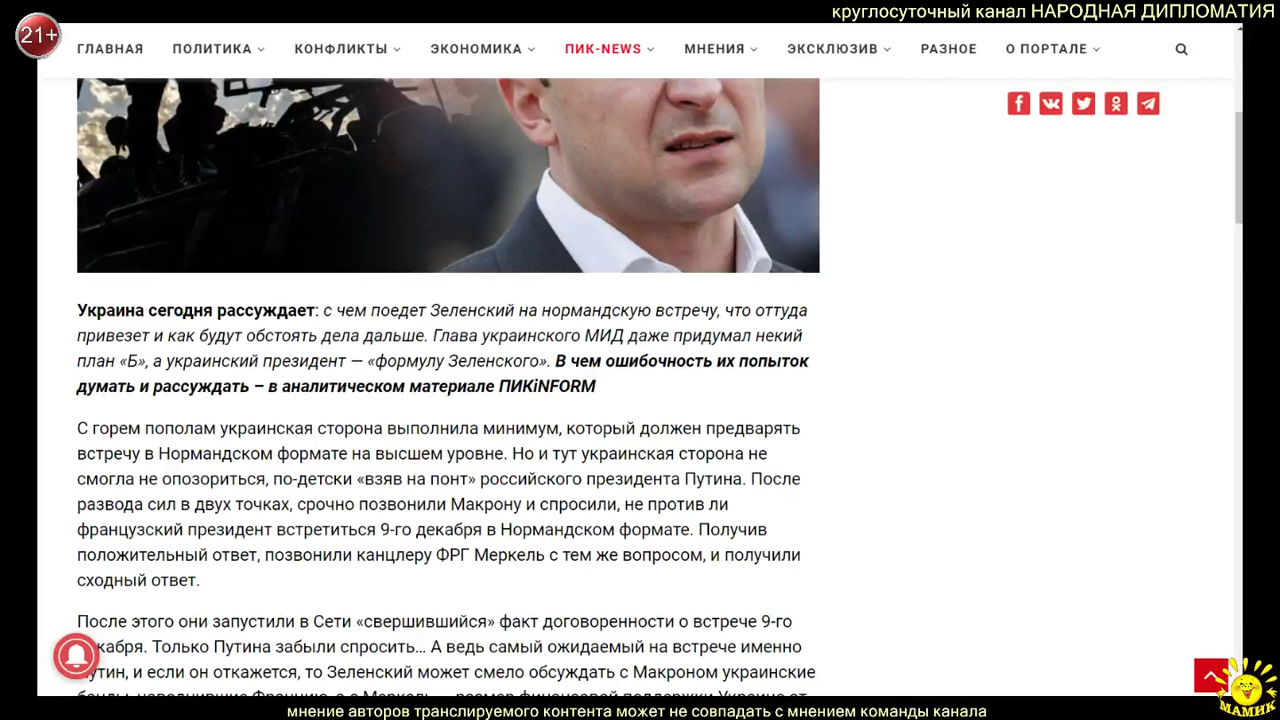 круглосуточный канал НАРОДНАЯ ДИПЛОМАТИЯ
21+
ГЛАВНАЯ ПОЛИТИКА КОНФЛИКТЫ ЭКОНОМИКА ПИК-NEWS МНЕНИЯ ЭКСКЛЮЗИВ РАЗНОЕ О ПОРТАЛЕ
Украина сегодня рассуждает: с чем поедет Зеленский на нормандскую встречу, что оттуда
привезет и как будут обстоять дела дальше. Глава украинского МИД даже придумал некий
план «Б», а украинский президент — «формулу Зеленского». В чем ошибочность их попыток
думать и рассуждать – в аналитическом материале ПИКiNFORM
С горем пополам украинская сторона выполнила минимум, который должен предварять
встречу в Нормандском формате на высшем уровне. Но и тут украинская сторона не
смогла не опозориться, по-детски «взяв на понт» российского президента Путина. После
развода сил в двух точках, срочно позвонили Макрону и спросили, не против ли
французский президент встретиться 9-го декабря в Нормандском формате. Получив
положительный ответ, позвонили канцлеру ФРГ Меркель с тем же вопросом, и получили
сходный ответ.
После этого они запустили в Сети «свершившийся» факт договоренности о встрече 9-го
кабря. Только Путина забыли спросить… А ведь самый ожидаемый на встрече именно
утин, и если он откажется, то Зеленский может смело обсуждать с Макроном украинские
МАМИК
мнение авторов транслируемого контента может не совпадать с мнением команды канала